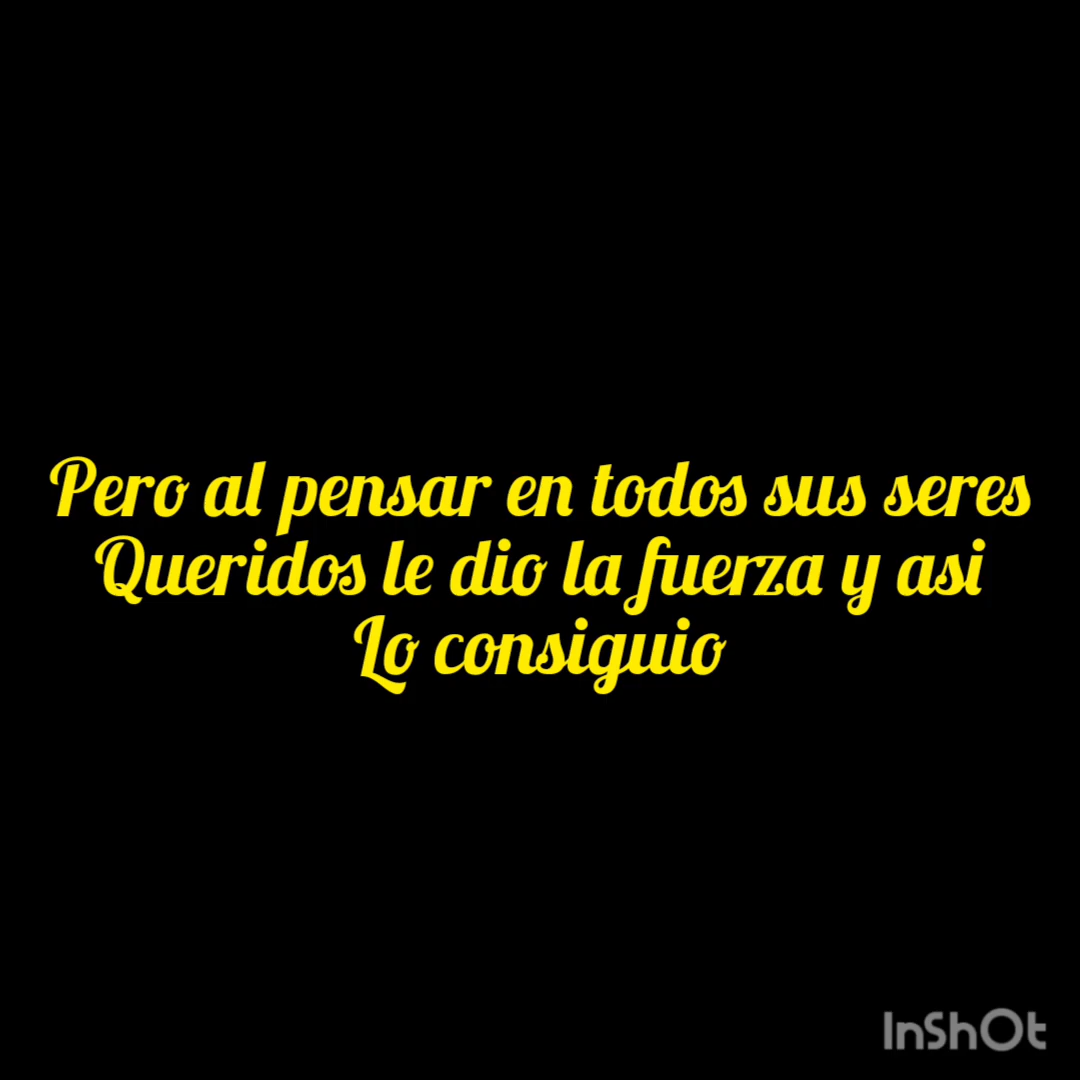 Pero al pensar en todos sus seres
Queridos le dio la fuerza y asi
Lo consiguio
InShOt